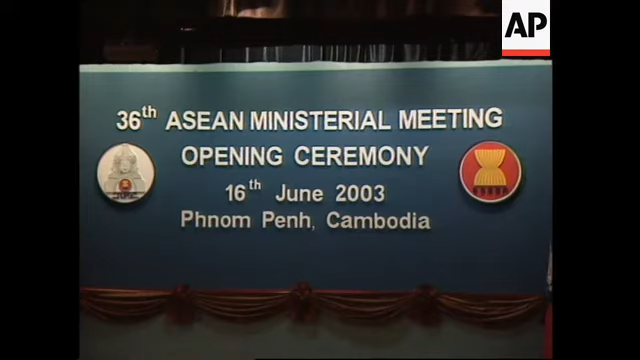 AP
36th ASEAN MINISTERIAL MEETING
OPENING CEREMONY
16th June 2003
Phnom Penh, Cambodia